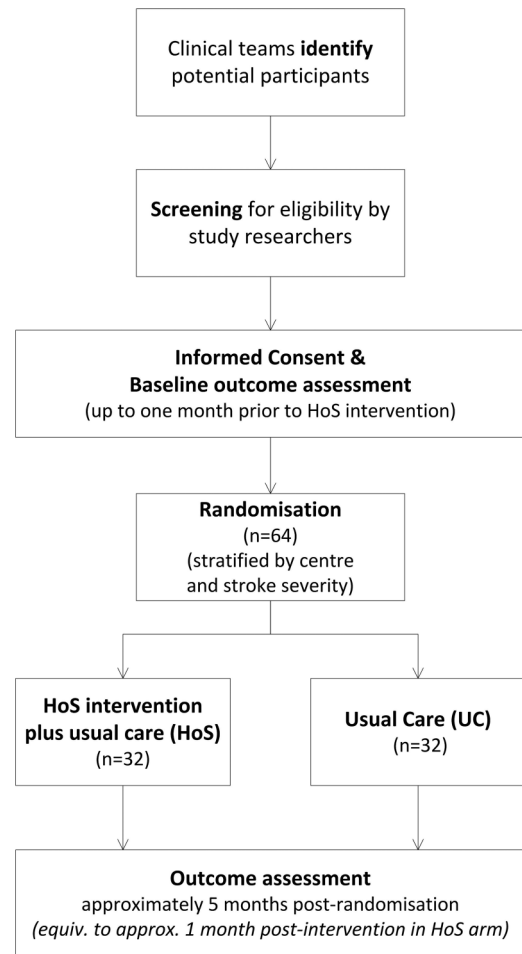 Clinical teams identify
potential participants
Screening for eligibility by
study researchers
Informed Consent &
Baseline outcome assessment
(up to one month prior to HoS intervention)
Randomisation
(n=64)
(stratified by centre
and stroke severity)
HoS intervention
plus usual care (HoS)
(n=32)
Usual Care (UC)
(n=32)
Outcome assessment
approximately 5 months post-randomisation
(equiv. to approx. 1 month post-intervention in HoS arm)